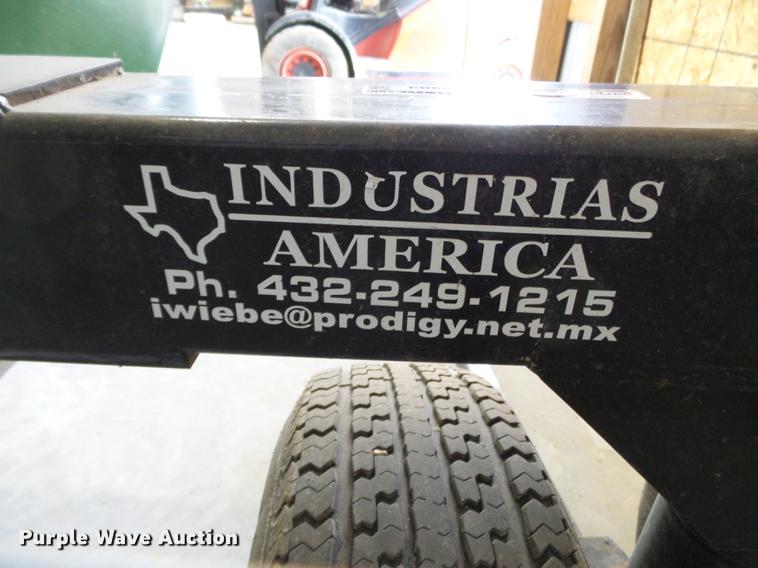 INDUSTRIAS
AMERICA
Ph. 432-249-1215
iwiebe@prodigy.net.mx
Purple Wave Auction